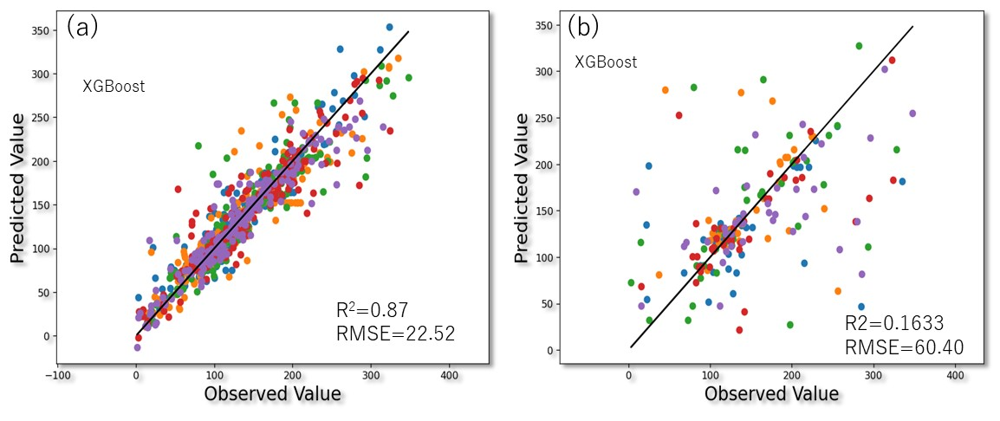 (a)
XGBoost
350
300
250
200
150
100
50
0
Predicted Value
R²=0.87
RMSE=22.52
−100
0
100
200
300
400
Observed Value
(b)
XGBoost
350
300
250
200
150
100
50
0
Predicted Value
R2=0.1633
RMSE=60.40
0
100
200
300
400
Observed Value